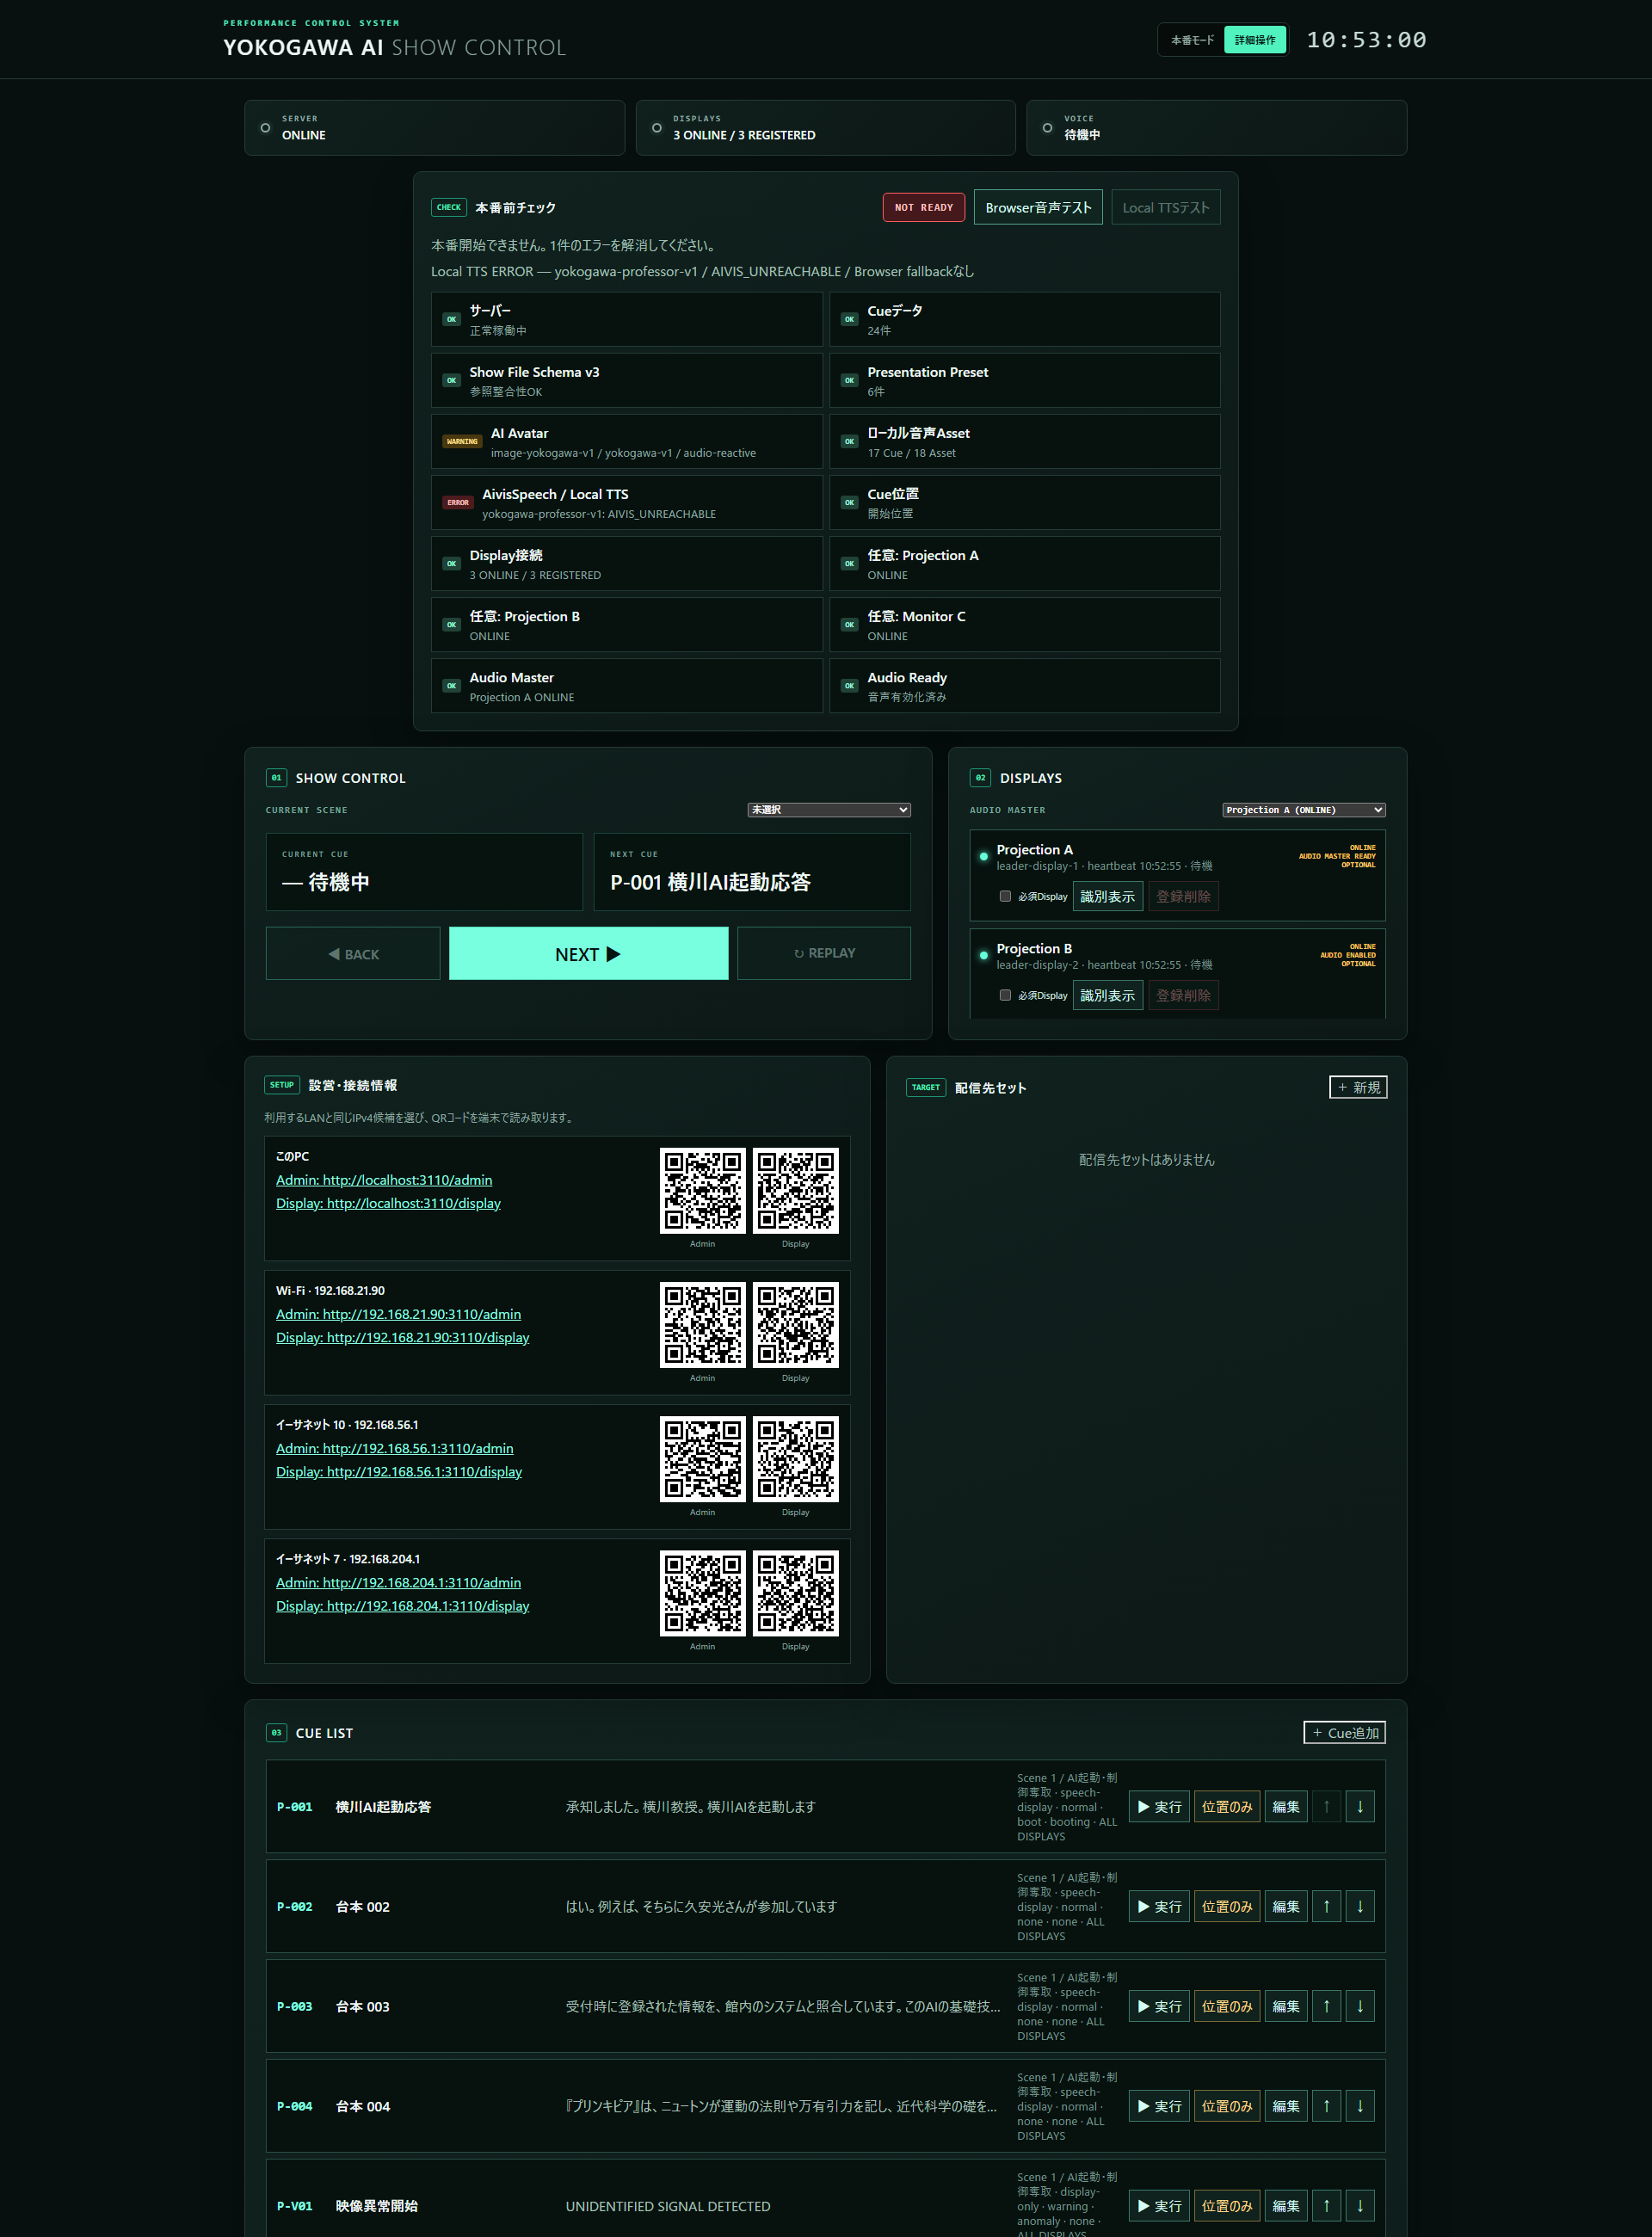 PERFORMANCE CONTROL SYSTEM
YOKOGAWA AI SHOW CONTROL
本番モード 詳細操作 10:53:00
SERVER
ONLINE
DISPLAYS
3 ONLINE / 3 REGISTERED
VOICE
待機中
CHECK 本番前チェック
NOT READY Browser音声テスト Local TTSテスト
本番開始できません。1件のエラーを解消してください。
Local TTS ERROR — yokogawa-professor-v1 / AIVIS_UNREACHABLE / Browser fallbackなし
OK サーバー
正常稼働中
OK Cueデータ
24件
OK Show File Schema v3
参照整合性OK
OK Presentation Preset
6件
WARNING AI Avatar
image-yokogawa-v1 / yokogawa-v1 / audio-reactive
OK ローカル音声Asset
17 Cue / 18 Asset
ERROR AivisSpeech / Local TTS
yokogawa-professor-v1: AIVIS_UNREACHABLE
OK Cue位置
開始位置
OK Display接続
3 ONLINE / 3 REGISTERED
OK 任意: Projection A
ONLINE
OK 任意: Projection B
ONLINE
OK 任意: Monitor C
ONLINE
OK Audio Master
Projection A ONLINE
OK Audio Ready
音声有効化済み
01 SHOW CONTROL
CURRENT SCENE 未選択
CURRENT CUE
— 待機中
NEXT CUE
P-001 横川AI起動応答
◀ BACK NEXT ▶ ↻ REPLAY
02 DISPLAYS
AUDIO MASTER Projection A (ONLINE)
Projection A
leader-display-1 · heartbeat 10:52:55 · 待機
ONLINE
AUDIO MASTER READY
OPTIONAL
必須Display 識別表示 登録削除
Projection B
leader-display-2 · heartbeat 10:52:55 · 待機
ONLINE
AUDIO ENABLED
OPTIONAL
必須Display 識別表示 登録削除
SETUP 設営・接続情報
利用するLANと同じIPv4候補を選び、QRコードを端末で読み取ります。
このPC
Admin: http://localhost:3110/admin
Display: http://localhost:3110/display
Admin Display
Wi-Fi · 192.168.21.90
Admin: http://192.168.21.90:3110/admin
Display: http://192.168.21.90:3110/display
Admin Display
イーサネット 10 · 192.168.56.1
Admin: http://192.168.56.1:3110/admin
Display: http://192.168.56.1:3110/display
Admin Display
イーサネット 7 · 192.168.204.1
Admin: http://192.168.204.1:3110/admin
Display: http://192.168.204.1:3110/display
Admin Display
TARGET 配信先セット ＋ 新規
配信先セットはありません
03 CUE LIST ＋ Cue追加
P-001 横川AI起動応答 承知しました。横川教授。横川AIを起動します
Scene 1 / AI起動・制
御奪取 · speech-
display · normal ·
boot · booting · ALL
DISPLAYS
▶ 実行 位置のみ 編集 ↑ ↓
P-002 台本 002 はい。例えば、そちらに久安光さんが参加しています
Scene 1 / AI起動・制
御奪取 · speech-
display · normal ·
none · none · ALL
DISPLAYS
▶ 実行 位置のみ 編集 ↑ ↓
P-003 台本 003 受付時に登録された情報を、館内のシステムと照合しています。このAIの基礎技...
Scene 1 / AI起動・制
御奪取 · speech-
display · normal ·
none · none · ALL
DISPLAYS
▶ 実行 位置のみ 編集 ↑ ↓
P-004 台本 004 『プリンキピア』は、ニュートンが運動の法則や万有引力を記し、近代科学の礎を...
Scene 1 / AI起動・制
御奪取 · speech-
display · normal ·
none · none · ALL
DISPLAYS
▶ 実行 位置のみ 編集 ↑ ↓
P-V01 映像異常開始 UNIDENTIFIED SIGNAL DETECTED
Scene 1 / AI起動・制
御奪取 · display-
only · warning ·
anomaly · none ·
ALL DISPLAYS
▶ 実行 位置のみ 編集 ↑ ↓